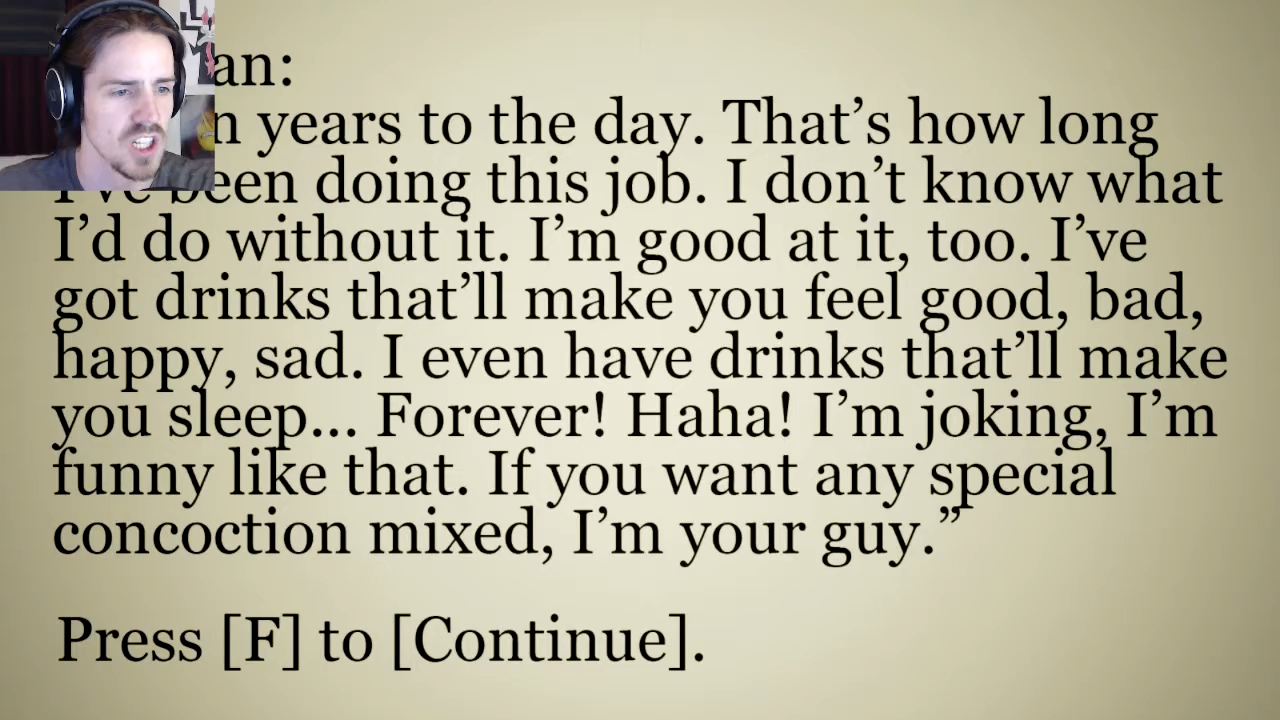 an:
years to the day. That’s how long
I’ve been doing this job. I don’t know what
I’d do without it. I’m good at it, too. I’ve
got drinks that’ll make you feel good, bad,
happy, sad. I even have drinks that’ll make
you sleep... Forever! Haha! I’m joking, I’m
funny like that. If you want any special
concoction mixed, I’m your guy.”
Press [F] to [Continue].